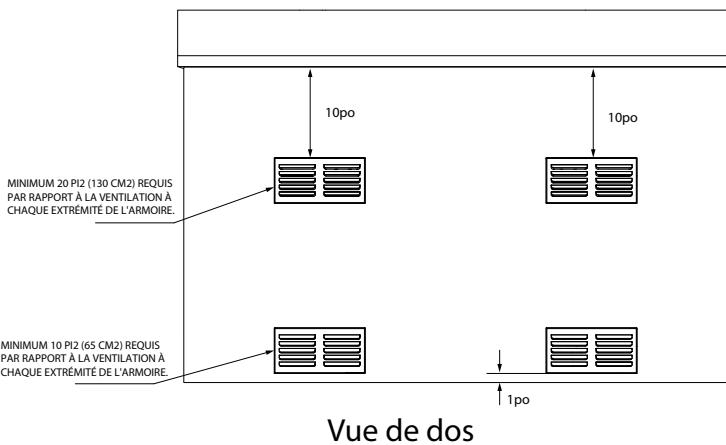 10po
10po
MINIMUM 20 PI2 (130 CM2) REQUIS
PAR RAPPORT À LA VENTILATION À
CHAQUE EXTRÉMITÉ DE L'ARMOIRE.
MINIMUM 10 PI2 (65 CM2) REQUIS
PAR RAPPORT À LA VENTILATION À
CHAQUE EXTRÉMITÉ DE L'ARMOIRE.
1po
Vue de dos